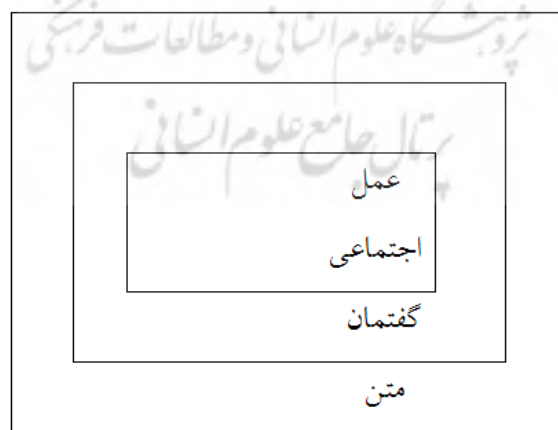 پژوهشگاه علوم انسانی و مطالعات فرهنگی
پرتال جامع علوم انسانی
عمل
اجتماعی
گفتمان
متن